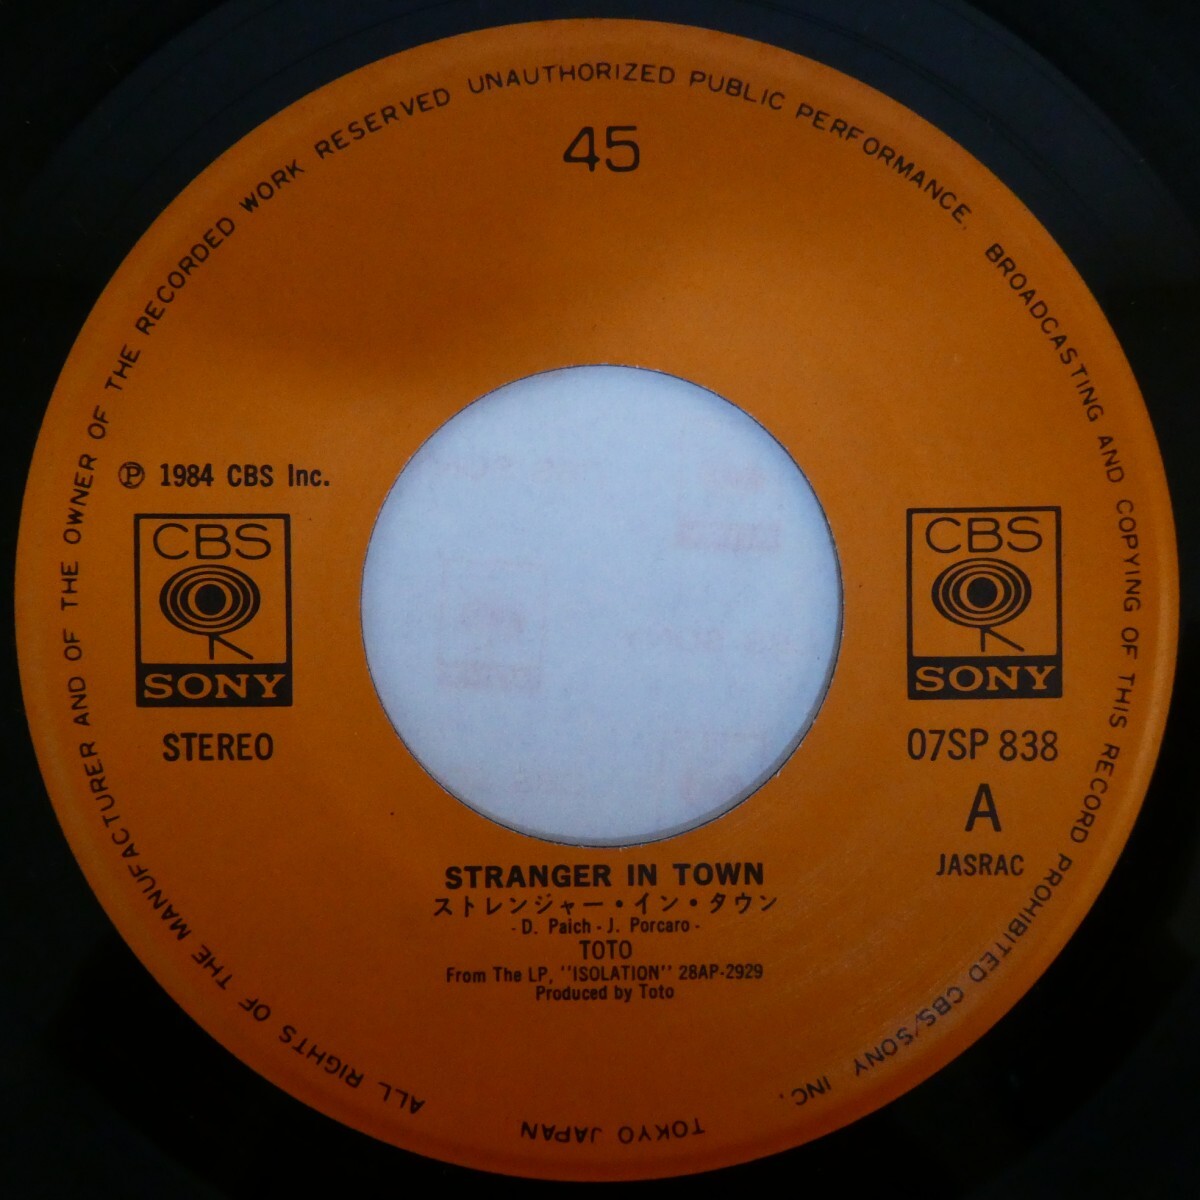 ALL RIGHTS OF THE MANUFACTURER AND OF THE OWNER OF THE RECORDED WORK RESERVED UNAUTHORIZED PUBLIC PERFORMANCE. BROADCASTING AND COPYING OF THIS RECORD PROHIBITED CBS/SONY INC.
TOKYO JAPAN
45
Ⓟ 1984 CBS Inc.
CBS
SONY
STEREO
CBS
SONY
07SP 838
A
JASRAC
STRANGER IN TOWN
ストレンジャー・イン・タウン
- D. Paich - J. Porcaro -
TOTO
From The LP, "ISOLATION" 28AP-2929
Produced by Toto